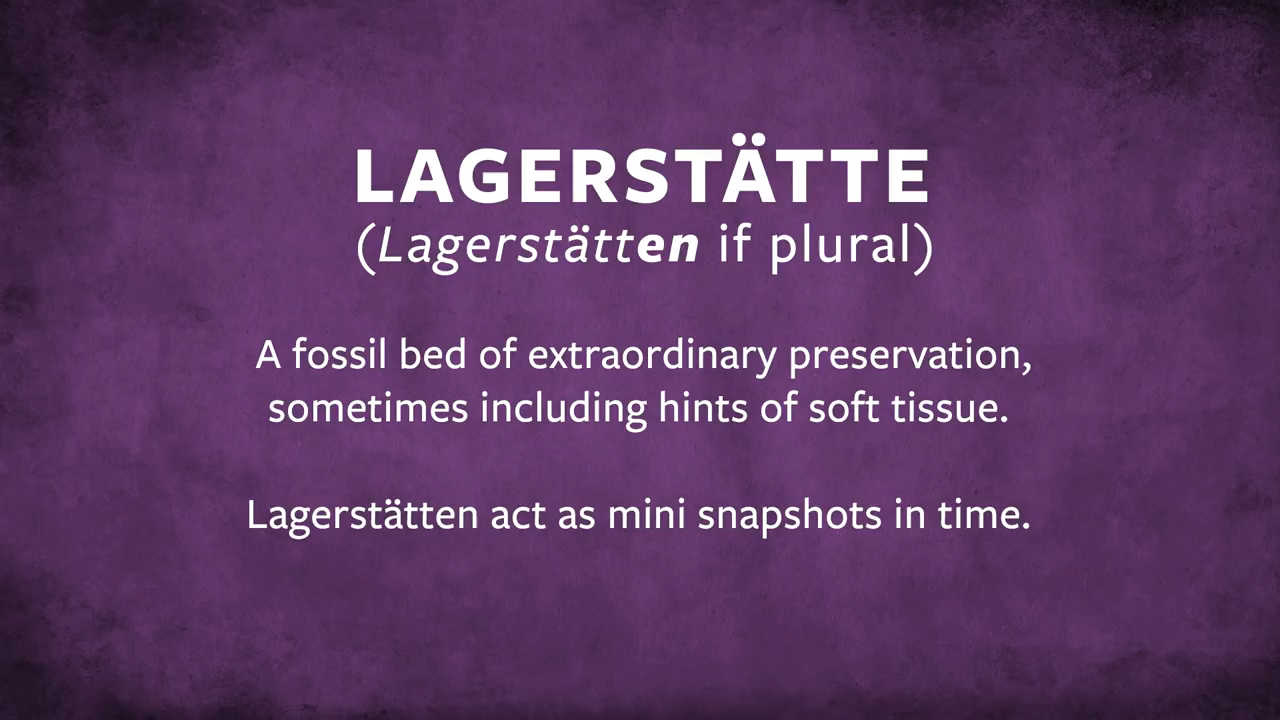 LAGERSTÄTTE
(Lagerstätten if plural)
A fossil bed of extraordinary preservation,
sometimes including hints of soft tissue.
Lagerstätten act as mini snapshots in time.